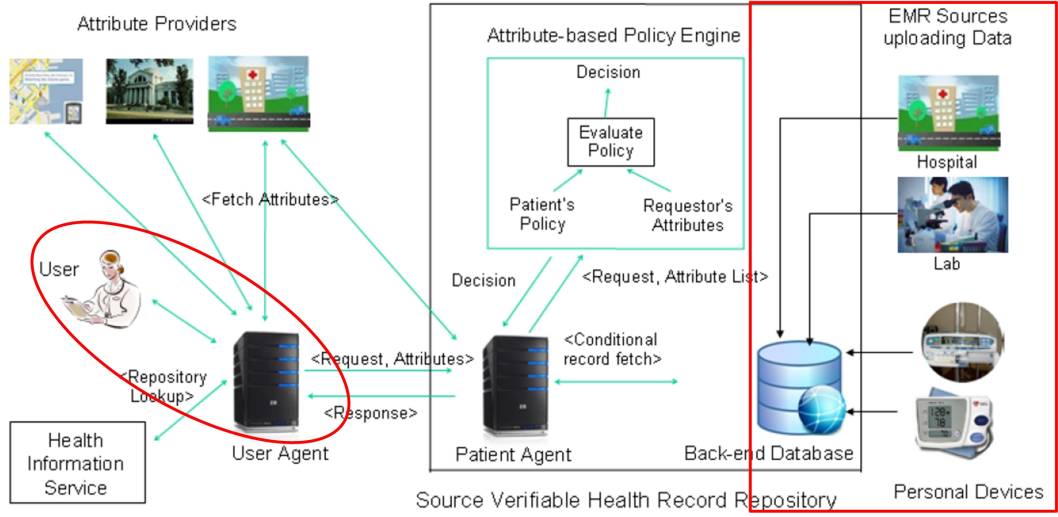 Attribute Providers
Attribute-based Policy Engine
EMR Sources
uploading Data
Decision
Evaluate
Policy
Hospital
<Fetch Attributes>
Patient's
Policy
Requestor's
Attributes
Lab
User
Decision
<Request, Attribute List>
<Request, Attributes>
<Conditional
record fetch>
<Repository
Lookup>
<Response>
Health
Information
Service
User Agent
Patient Agent
Back-end Database
Personal Devices
Source Verifiable Health Record Repository